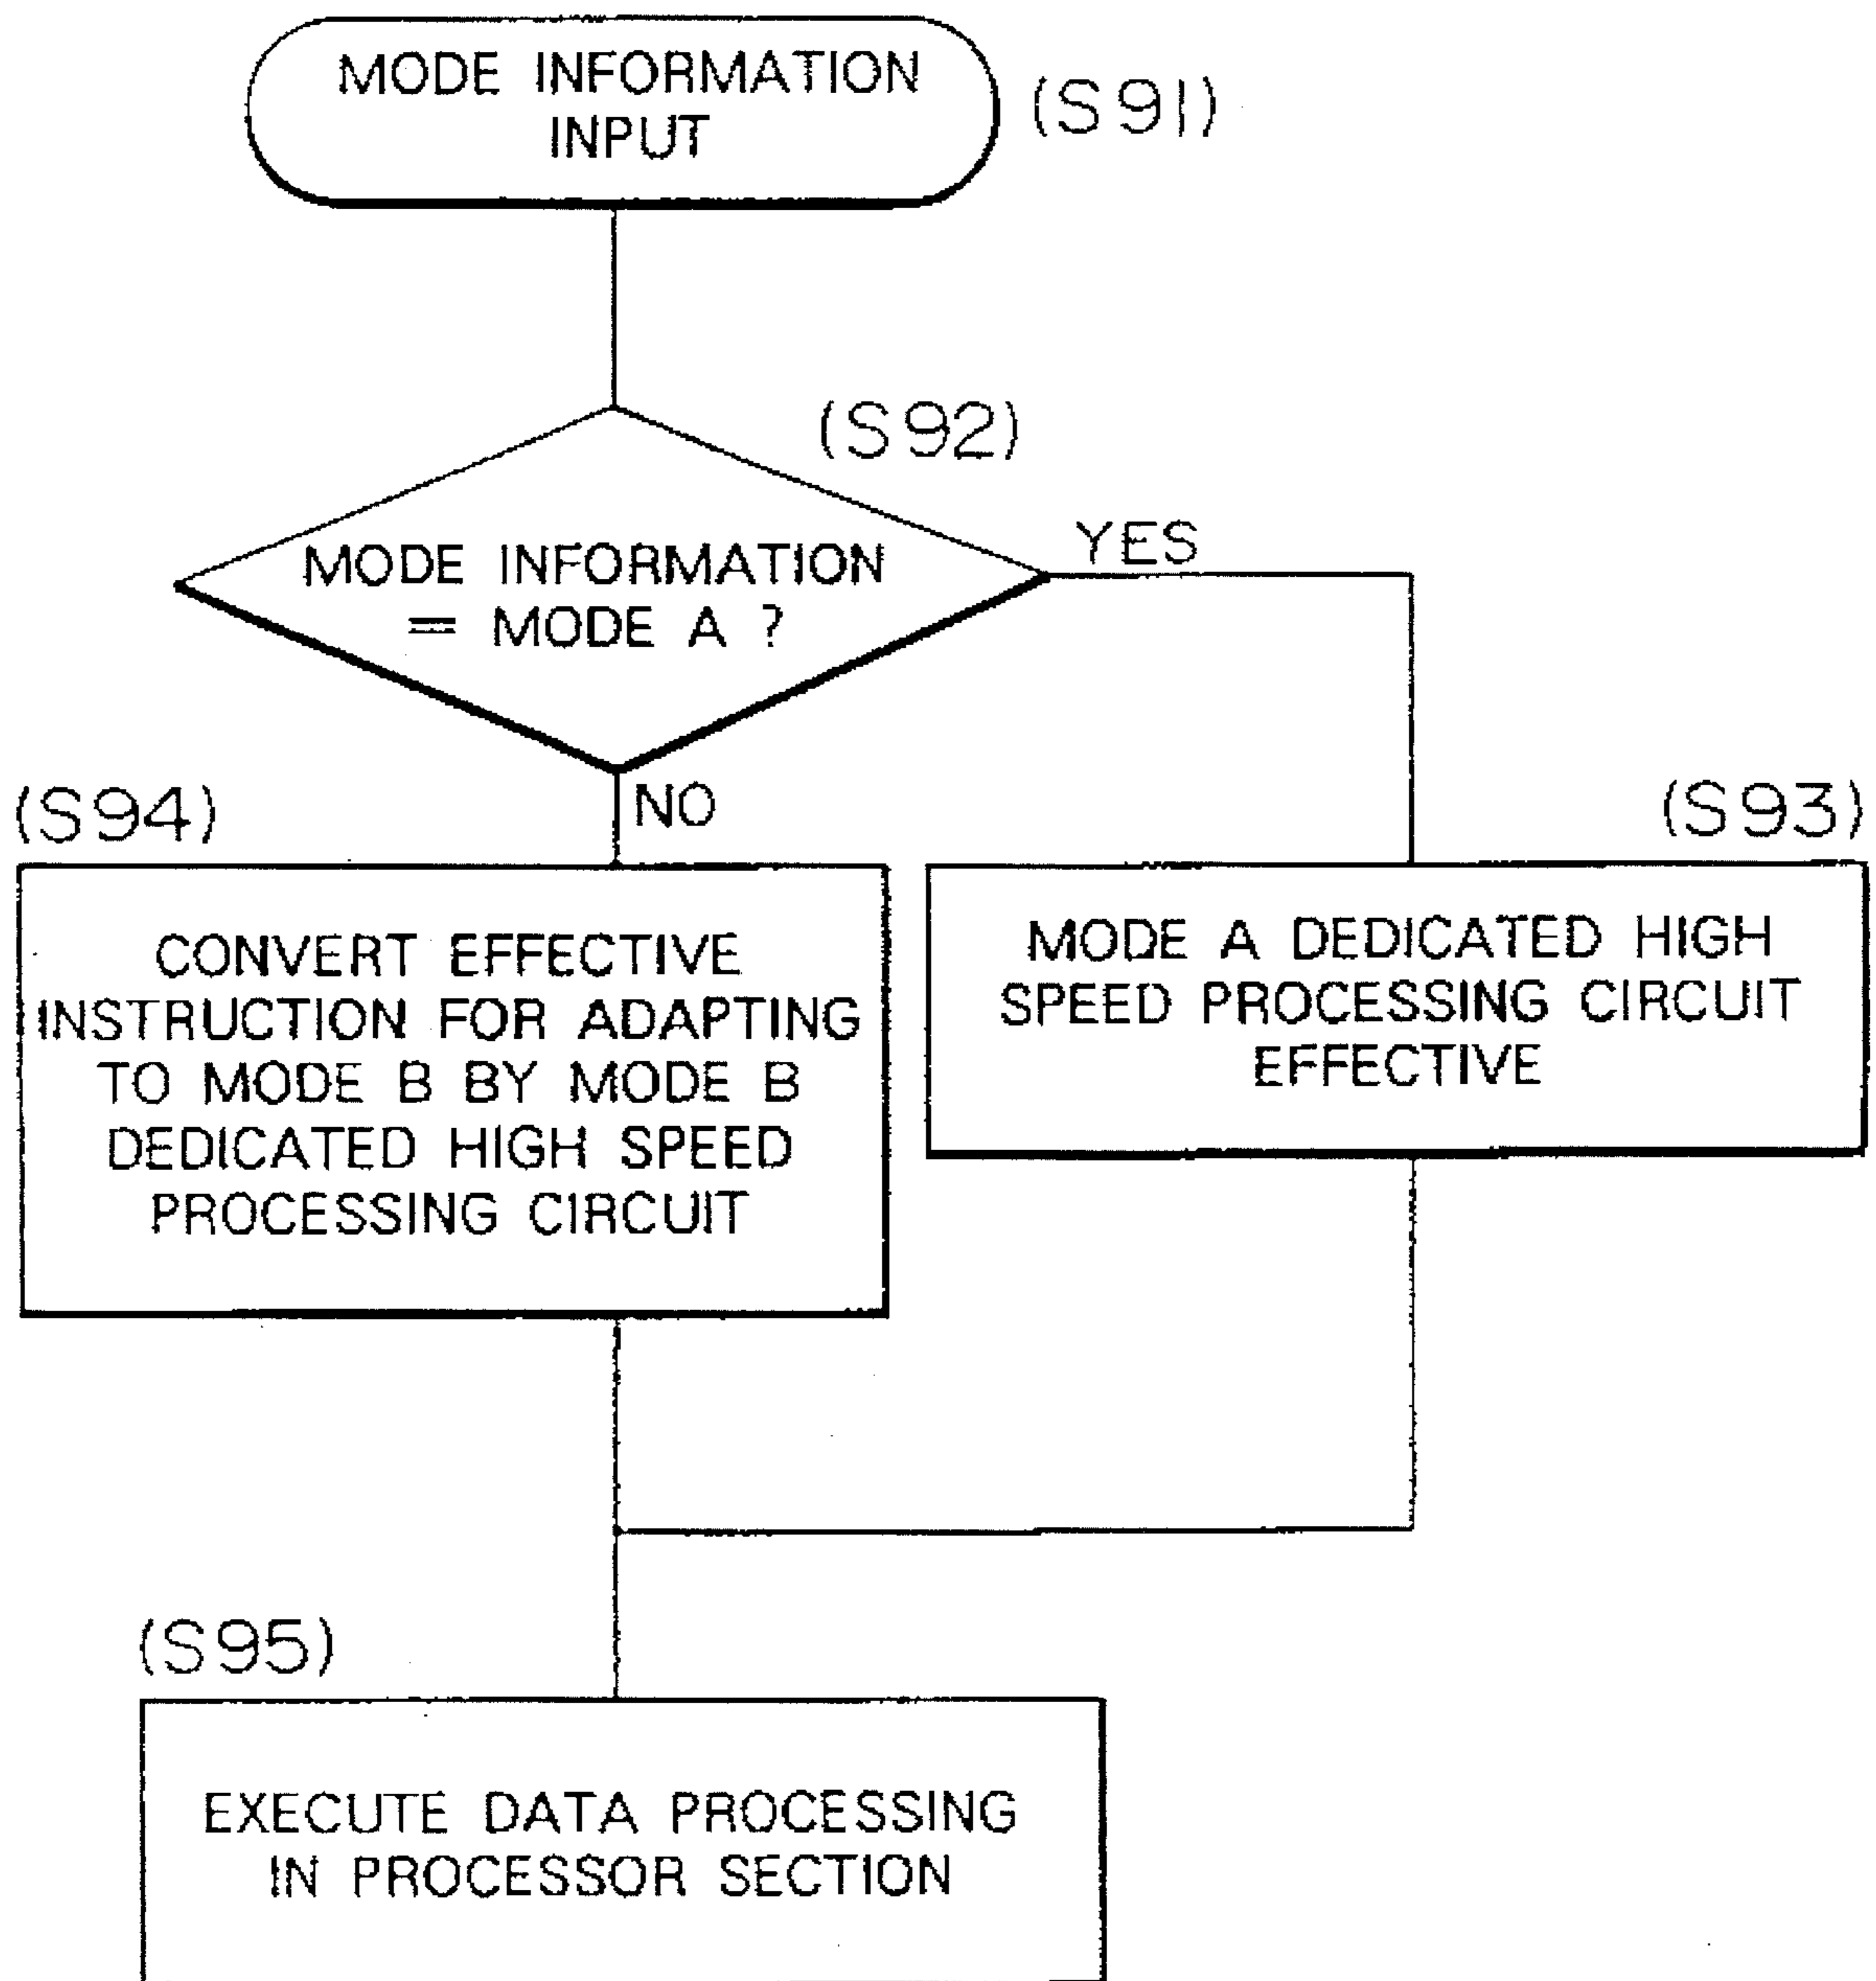 MODE INFORMATION
INPUT
(S91)
(S92)
MODE INFORMATION
= MODE A ?
YES
NO
(S94)
(S93)
CONVERT EFFECTIVE
INSTRUCTION FOR ADAPTING
TO MODE B BY MODE B
DEDICATED HIGH SPEED
PROCESSING CIRCUIT
MODE A DEDICATED HIGH
SPEED PROCESSING CIRCUIT
EFFECTIVE
(S95)
EXECUTE DATA PROCESSING
IN PROCESSOR SECTION